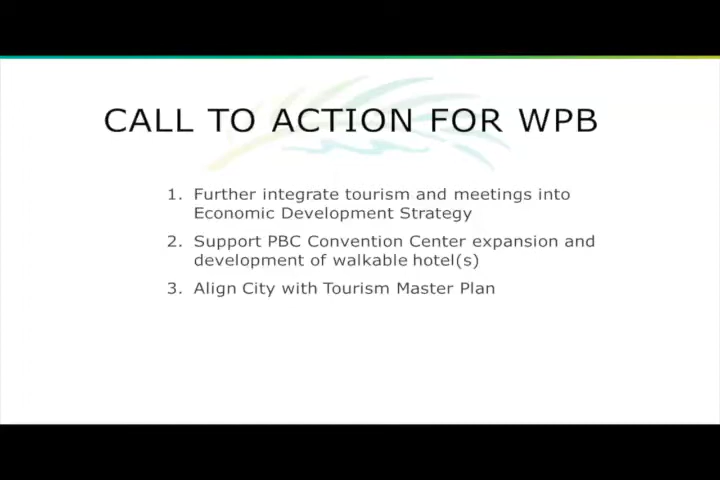 CALL TO ACTION FOR WPB
1. Further integrate tourism and meetings into
Economic Development Strategy
2. Support PBC Convention Center expansion and
development of walkable hotel(s)
3. Align City with Tourism Master Plan